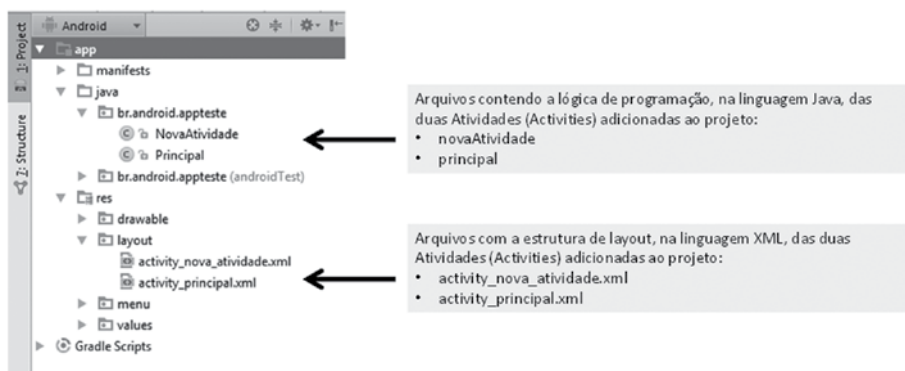 1: Project
7: Structure
Android
app
manifests
java
br.android.appteste
NovaAtividade
Principal
br.android.appteste (androidTest)
res
drawable
layout
activity_nova_atividade.xml
activity_principal.xml
menu
values
Gradle Scripts
Arquivos contendo a lógica de programação, na linguagem Java, das
duas Atividades (Activities) adicionadas ao projeto:
• novaAtividade
• principal
Arquivos com a estrutura de layout, na linguagem XML, das duas
Atividades (Activities) adicionadas ao projeto:
• activity_nova_atividade.xml
• activity_principal.xml